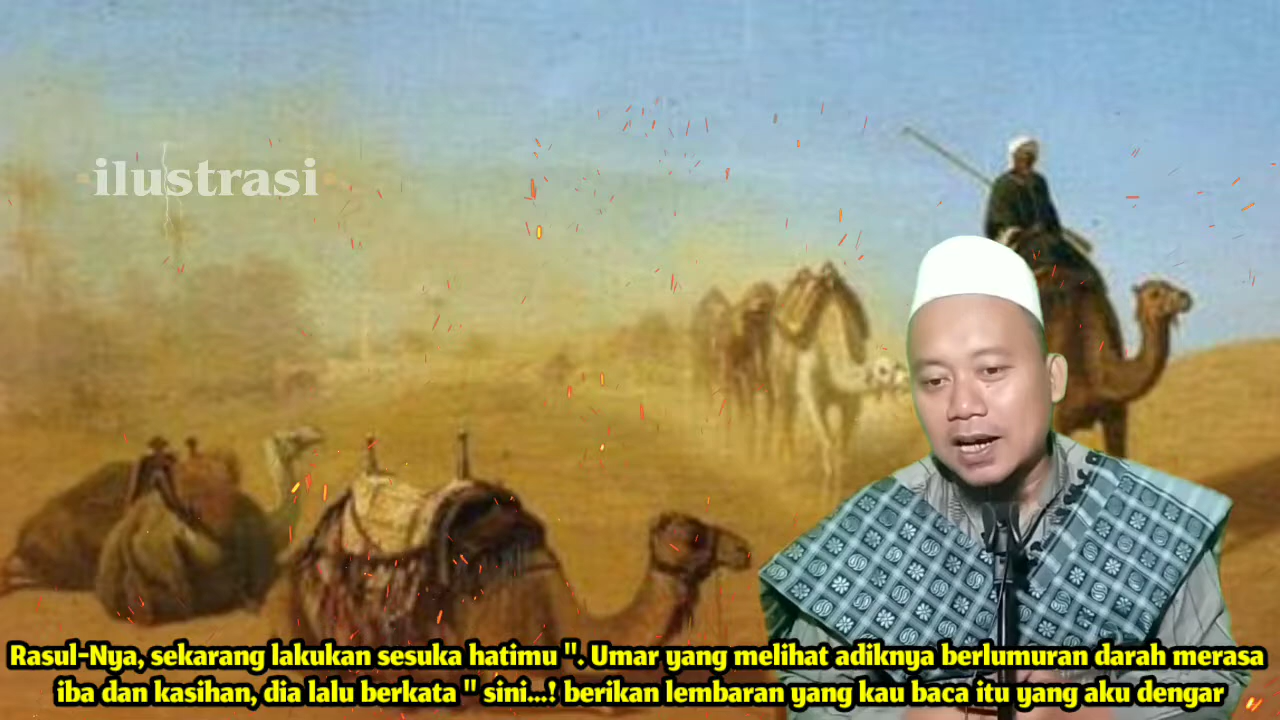 ilustrasi
Rasul-Nya, sekarang lakukan sesuka hatimu ". Umar yang melihat adiknya berlumuran darah merasa
iba dan kasihan, dia lalu berkata " sini...! berikan lembaran yang kau baca itu yang aku dengar